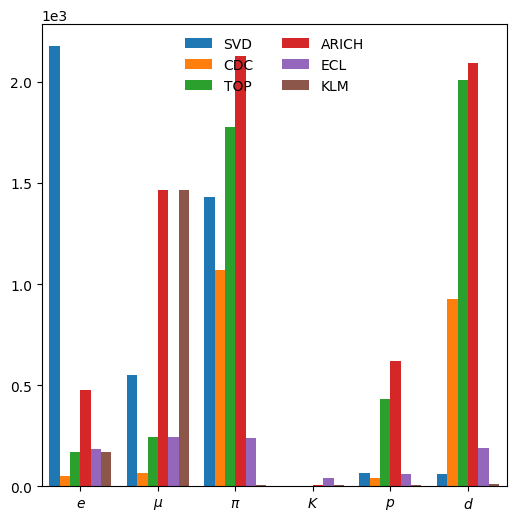 1e3
SVD ARICH
CDC ECL
TOP KLM
2.0
1.5
1.0
0.5
0.0
e μ π K p d